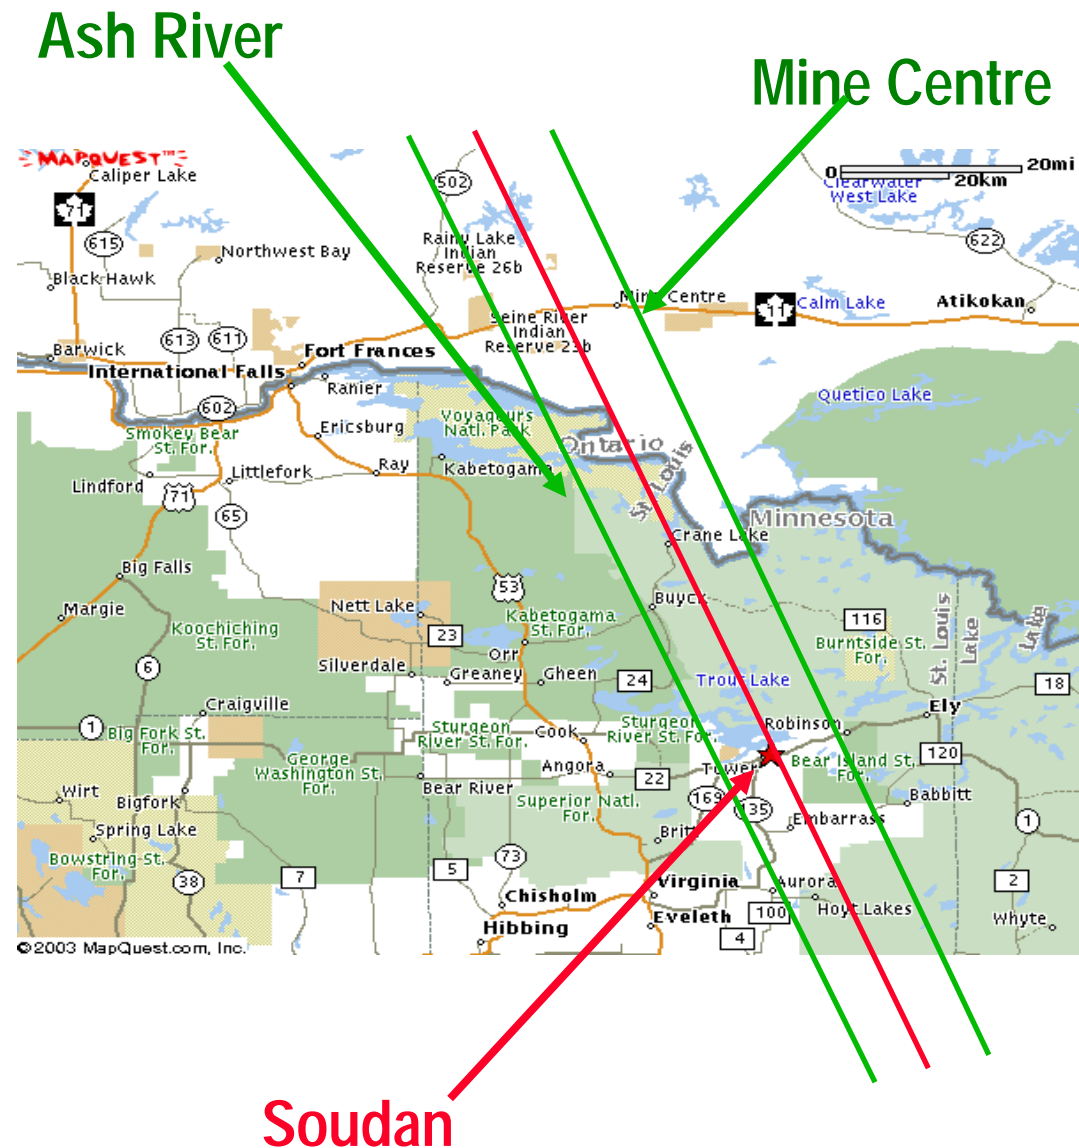 Ash River
Mine Centre
MAPQUEST™
Caliper Lake
0 20mi
20km
Clearwater
West Lake
71
502
615
622
Northwest Bay
Rainy Lake
Indian
Reserve 26b
Black Hawk
Mine Centre
11
Calm Lake
Atikokan
Seine River
Indian
Reserve 23b
613
611
Barwick
Fort Frances
International Falls
Ranier
Quetico Lake
602
Voyageurs
Natl. Park
Smokey Bear
St. For.
Ericsburg
Ontario
Littlefork
Ray
Kabetogama
St. Louis
Lindford
71
65
Minnesota
Crane Lake
Big Falls
53
Buyck
Margie
Nett Lake
Kabetogama
St. For.
116
Koochiching
St. For.
23
Burntside St.
For.
St. Louis
Lake
Lake
6
Orr
Silverdale
Greaney
Gheen
24
Trout Lake
18
Craigville
Ely
1
Big Fork St.
For.
Sturgeon
River St. For.
Cook
Sturgeon
River St. For.
Robinson
George
Washington St.
For.
Angora
22
Tower
Bear Island St.
For.
120
Wirt
Bigfork
Bear River
Superior Natl.
For.
169
135
Babbitt
Spring Lake
Britt
Embarrass
1
Bowstring St.
For.
38
7
5
73
Virginia
Aurora
2
Chisholm
Hoyt Lakes
Eveleth
100
Whyte
Hibbing
4
©2003 MapQuest.com, Inc.
Soudan